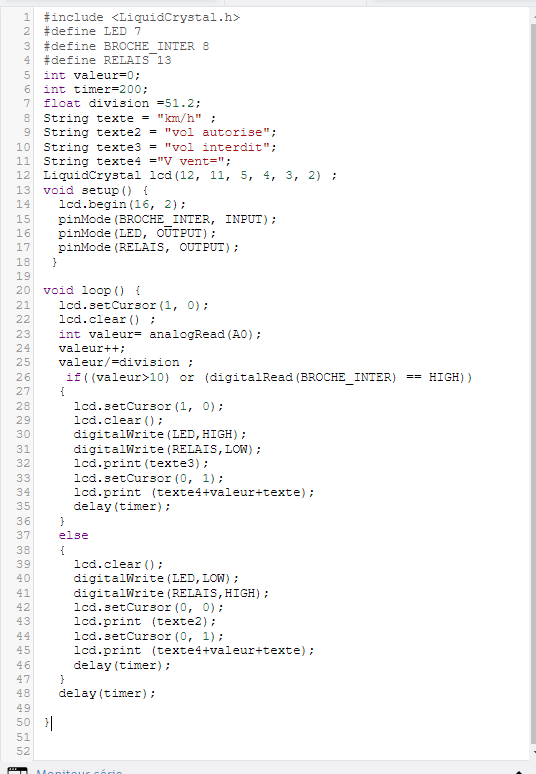 1 #include <LiquidCrystal.h>
2 #define LED 7
3 #define BROCHE_INTER 8
4 #define RELAIS 13
5 int valeur=0;
6 int timer=200;
7 float division =51.2;
8 String texte = "km/h" ;
9 String texte2 = "vol autorise";
10 String texte3 = "vol interdit";
11 String texte4 ="V vent=";
12 LiquidCrystal lcd(12, 11, 5, 4, 3, 2) ;
13 void setup() {
14   lcd.begin(16, 2);
15   pinMode(BROCHE_INTER, INPUT);
16   pinMode(LED, OUTPUT);
17   pinMode(RELAIS, OUTPUT);
18  }
19
20 void loop() {
21   lcd.setCursor(1, 0);
22   lcd.clear() ;
23   int valeur= analogRead(A0);
24   valeur++;
25   valeur/=division ;
26    if((valeur>10) or (digitalRead(BROCHE_INTER) == HIGH))
27   {
28     lcd.setCursor(1, 0);
29     lcd.clear();
30     digitalWrite(LED,HIGH);
31     digitalWrite(RELAIS,LOW);
32     lcd.print(texte3);
33     lcd.setCursor(0, 1);
34     lcd.print (texte4+valeur+texte);
35     delay(timer);
36   }
37   else
38   {
39     lcd.clear();
40     digitalWrite(LED,LOW);
41     digitalWrite(RELAIS,HIGH);
42     lcd.setCursor(0, 0);
43     lcd.print (texte2);
44     lcd.setCursor(0, 1);
45     lcd.print (texte4+valeur+texte);
46     delay(timer);
47   }
48   delay(timer);
49
50 }
51
52
Moniteur série